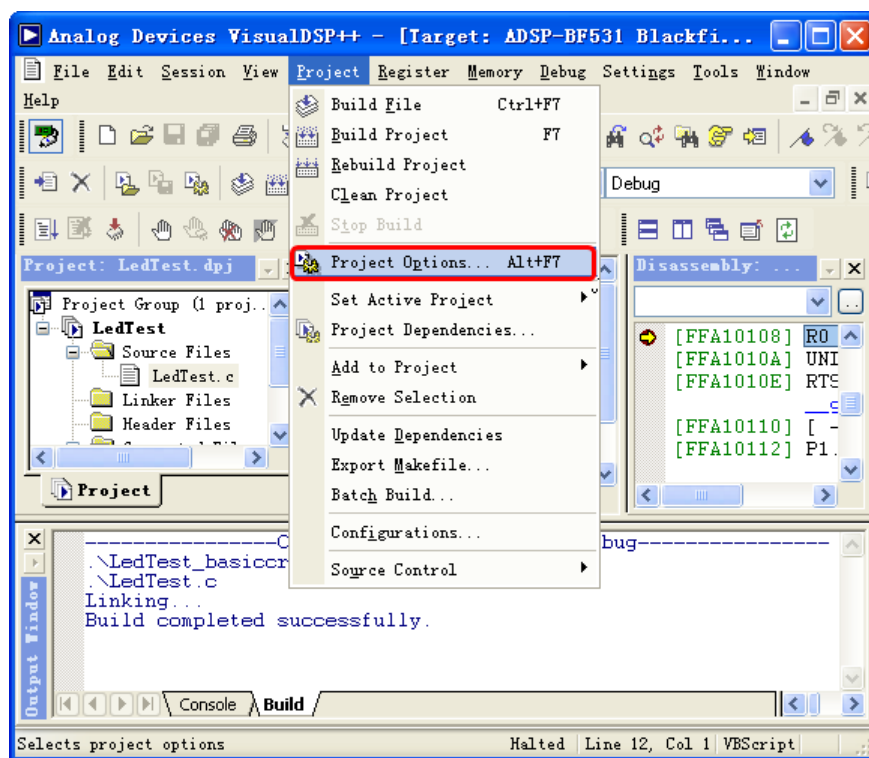 Analog Devices VisualDSP++ - [Target: ADSP-BF531 Blackfi...
File Edit Session View Project Register Memory Debug Settings Tools Window
Help
Build File Ctrl+F7
Build Project F7
Rebuild Project
Clean Project
Stop Build
Project Options... Alt+F7
Set Active Project
Project Dependencies...
Add to Project
Remove Selection
Update Dependencies
Export Makefile...
Batch Build...
Configurations...
Source Control
Debug
Project: LedTest.dpj
Project Group (1 proj..
LedTest
Source Files
LedTest.c
Linker Files
Header Files
Project
Disassembly: ...
[FFA10108] R0
[FFA1010A] UNI
[FFA1010E] RTS
[FFA10110] [ -
[FFA10112] P1.
----------------C bug----------------
.\LedTest_basiccr
.\LedTest.c
Linking...
Build completed successfully.
Output Window
Console Build
Selects project options Halted Line 12, Col 1 VBScript